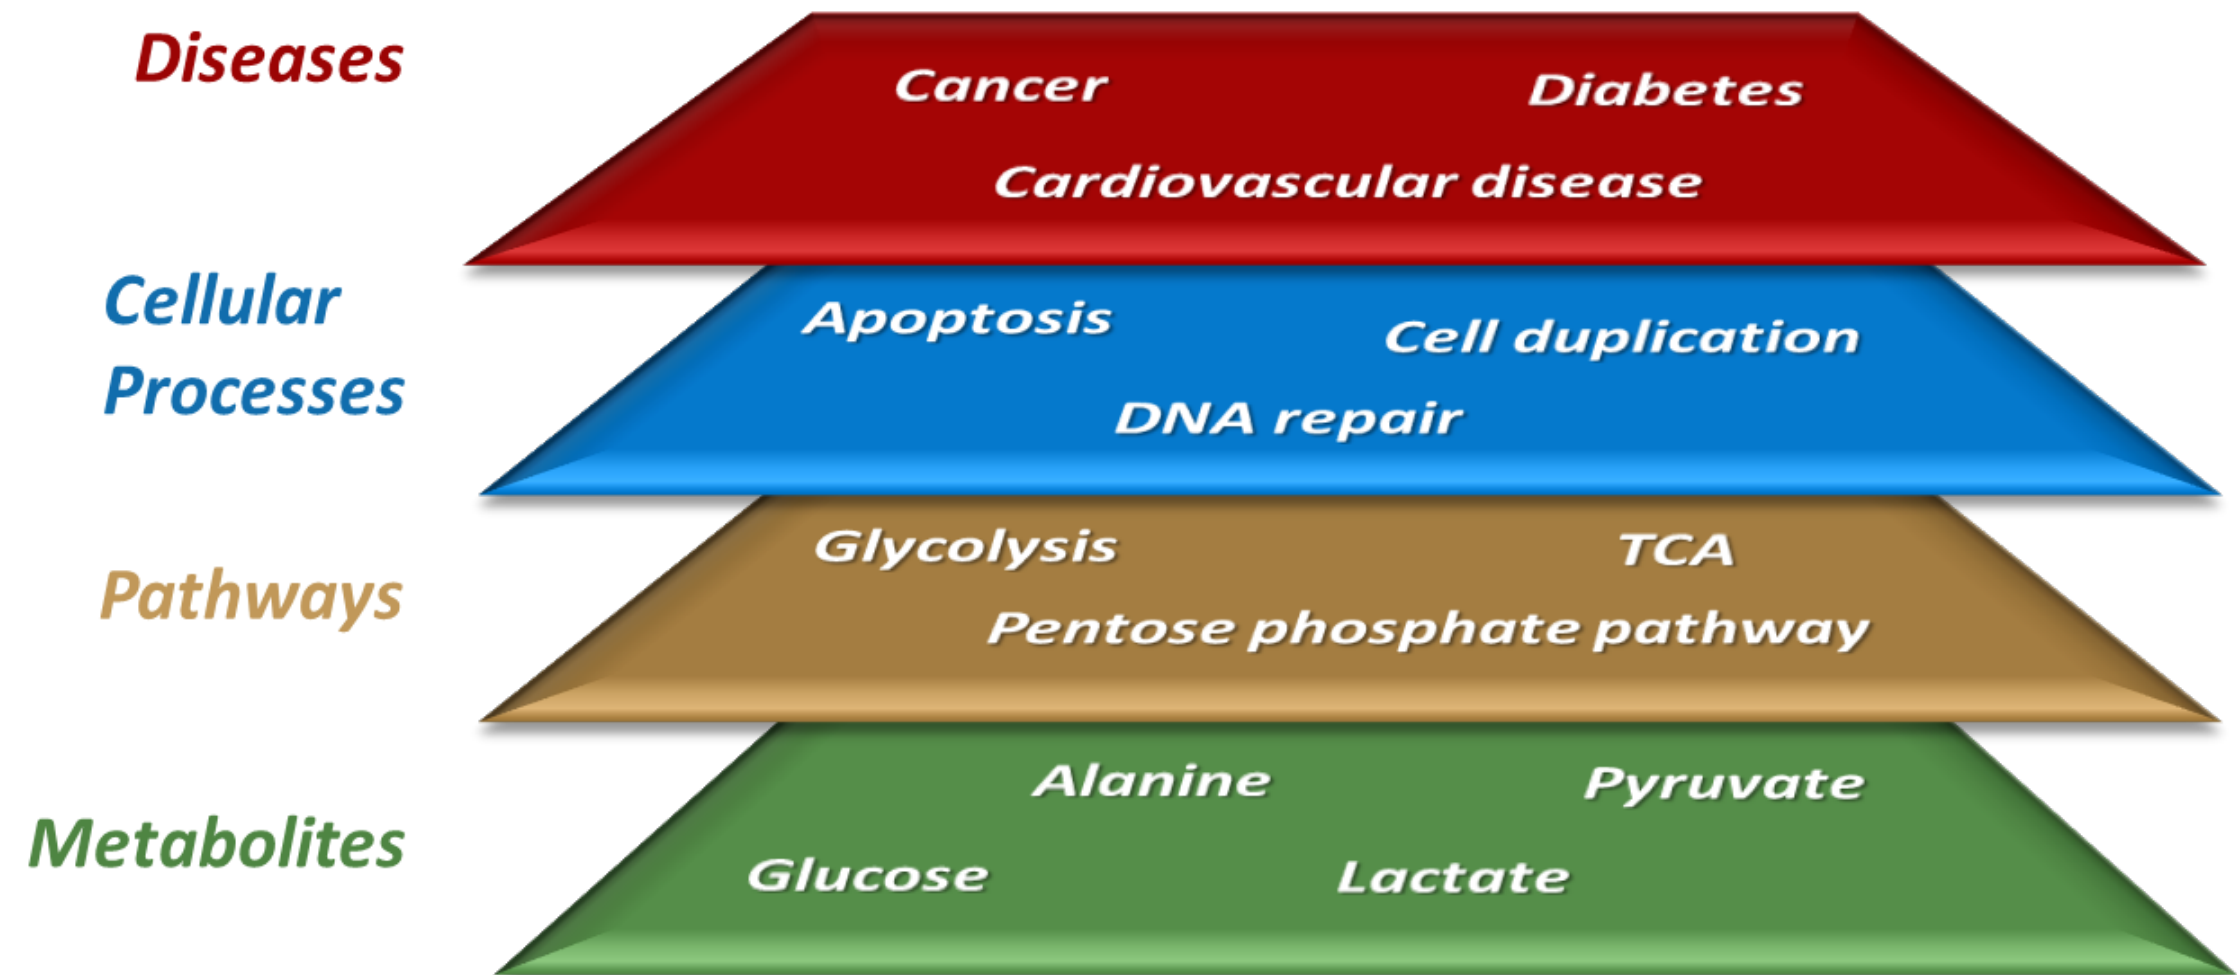 Diseases
Cancer
Diabetes
Cardiovascular disease
Cellular
Processes
Apoptosis
Cell duplication
DNA repair
Pathways
Glycolysis
TCA
Pentose phosphate pathway
Metabolites
Alanine
Pyruvate
Glucose
Lactate